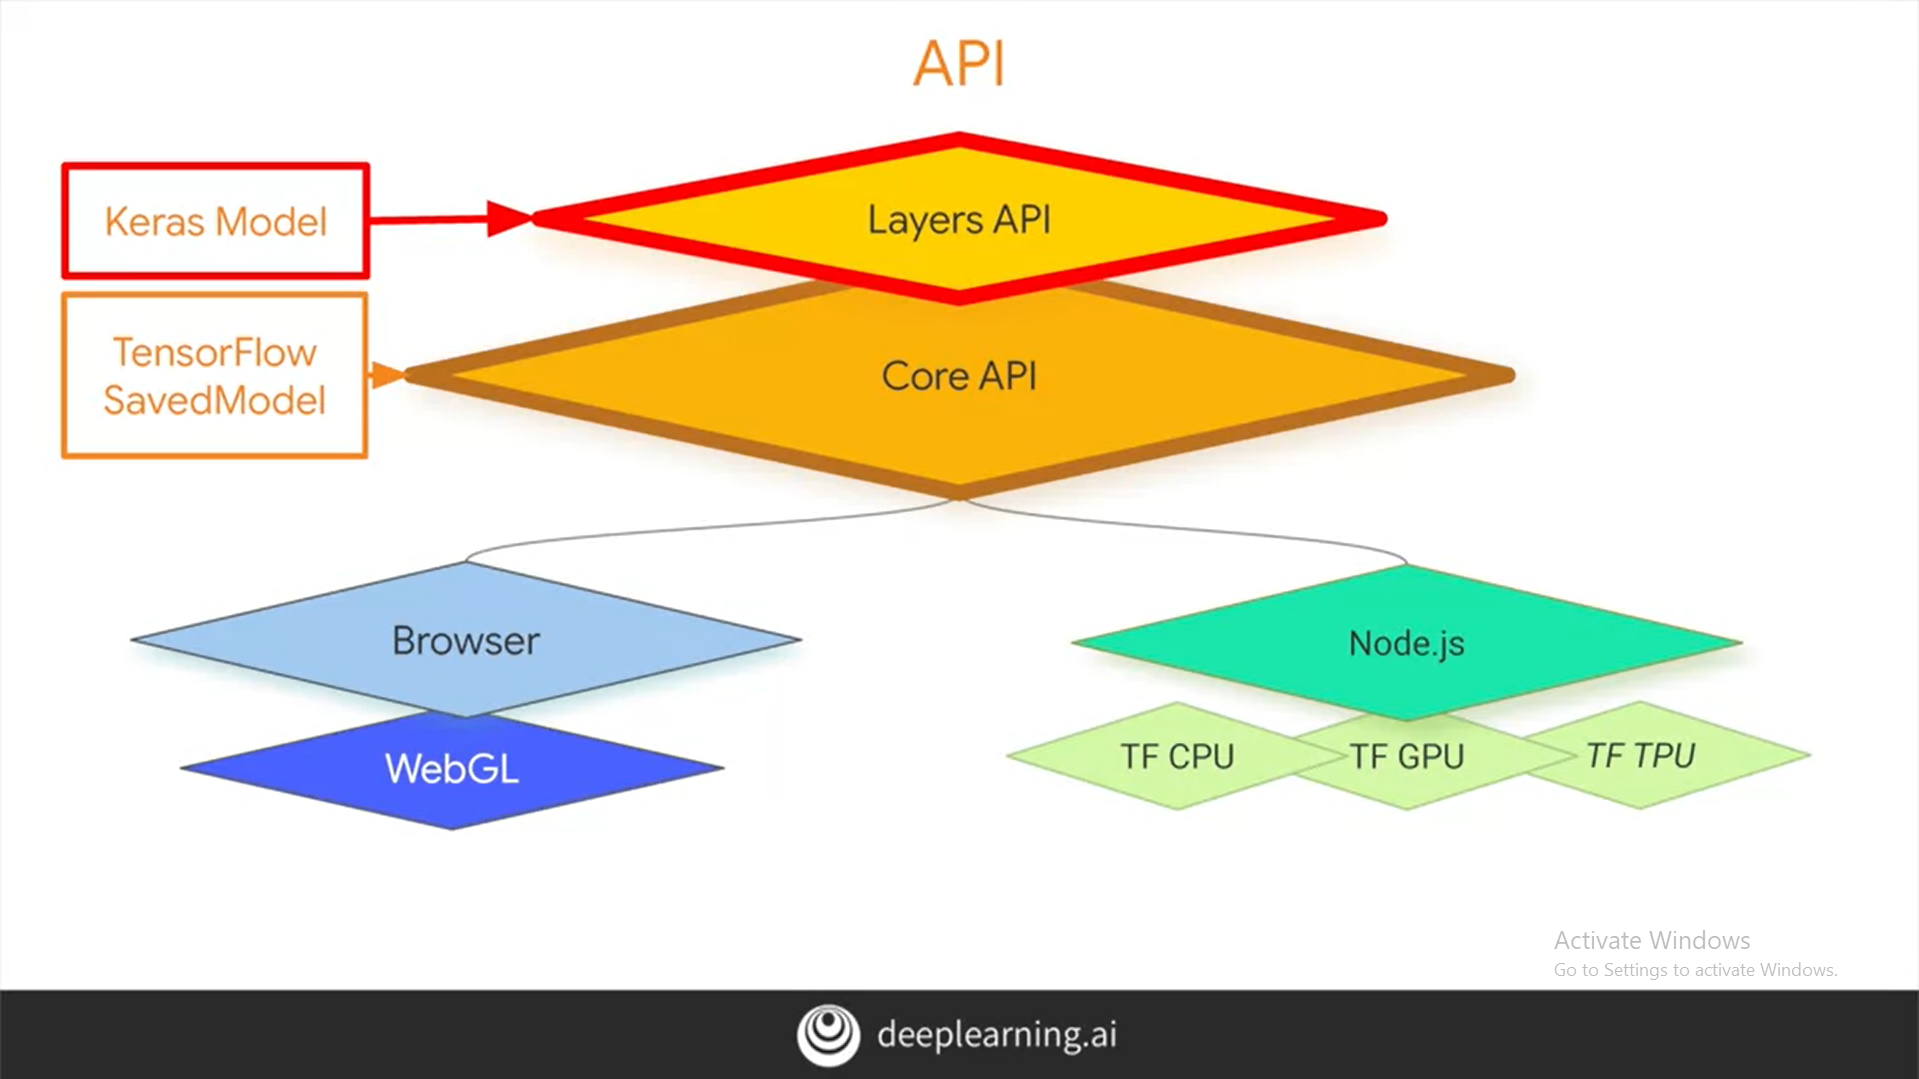 API
Keras Model
Layers API
TensorFlow
SavedModel
Core API
Browser
Node.js
WebGL
TF CPU
TF GPU
TF TPU
Activate Windows
Go to Settings to activate Windows.
deeplearning.ai